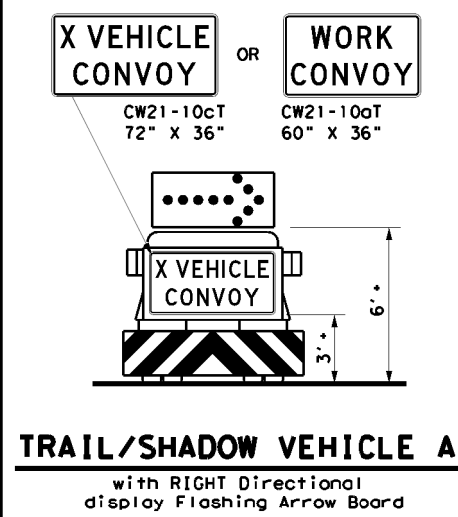 X VEHICLE
CONVOY
OR
WORK
CONVOY
CW21-10cT
72" X 36"
CW21-10aT
60" X 36"
X VEHICLE
CONVOY
6' +
3' +
TRAIL/SHADOW VEHICLE A
with RIGHT Directional
display Flashing Arrow Board